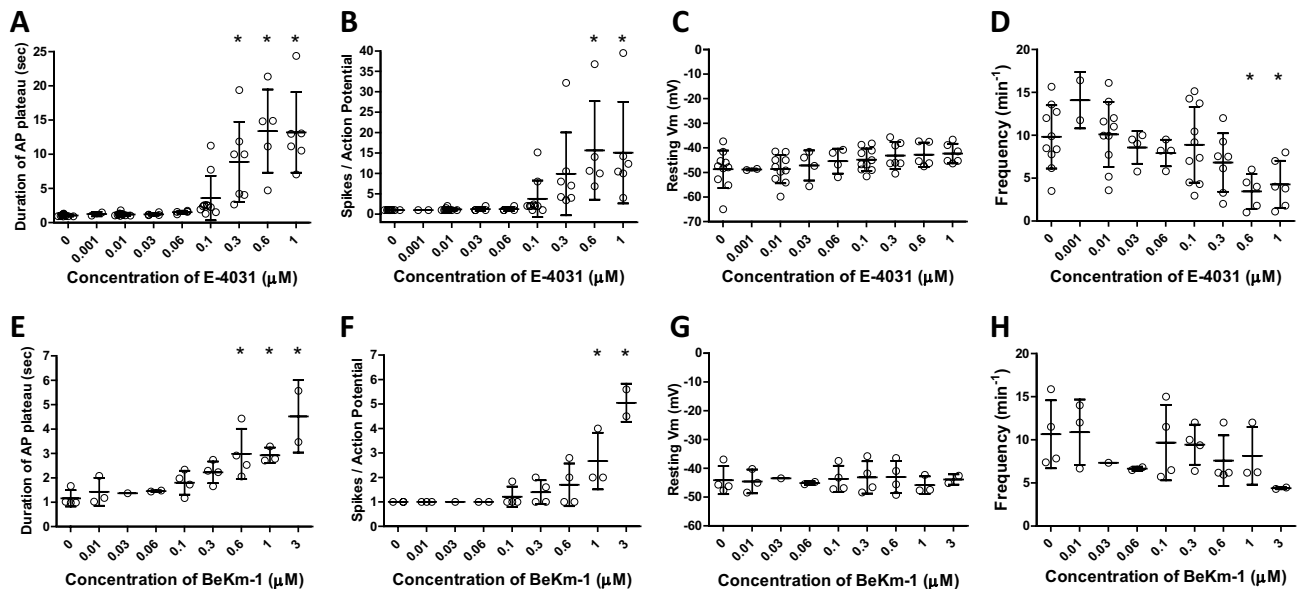 A
Duration of AP plateau (sec)
25
20
15
10
5
0
* * *
0 0.001 0.01 0.03 0.06 0.1 0.3 0.6 1
Concentration of E-4031 (μM)
B
Spikes / Action Potential
40
35
30
25
20
15
10
5
0
* *
0 0.001 0.01 0.03 0.06 0.1 0.3 0.6 1
Concentration of E-4031 (μM)
C
Resting Vm (mV)
0
-10
-20
-30
-40
-50
-60
-70
0 0.001 0.01 0.03 0.06 0.1 0.3 0.6 1
Concentration of E-4031 (μM)
D
Frequency (min-1)
20
15
10
5
0
* *
0 0.001 0.01 0.03 0.06 0.1 0.3 0.6 1
Concentration of E-4031 (μM)
E
Duration of AP plateau (sec)
7
6
5
4
3
2
1
0
* * *
0 0.01 0.03 0.06 0.1 0.3 0.6 1 3
Concentration of BeKm-1 (μM)
F
Spikes / Action Potential
7
6
5
4
3
2
1
0
* *
0 0.01 0.03 0.06 0.1 0.3 0.6 1 3
Concentration of BeKm-1 (μM)
G
Resting Vm (mV)
0
-10
-20
-30
-40
-50
-60
0 0.01 0.03 0.06 0.1 0.3 0.6 1 3
Concentration of BeKm-1 (μM)
H
Frequency (min-1)
20
15
10
5
0
0 0.01 0.03 0.06 0.1 0.3 0.6 1 3
Concentration of BeKm-1 (μM)